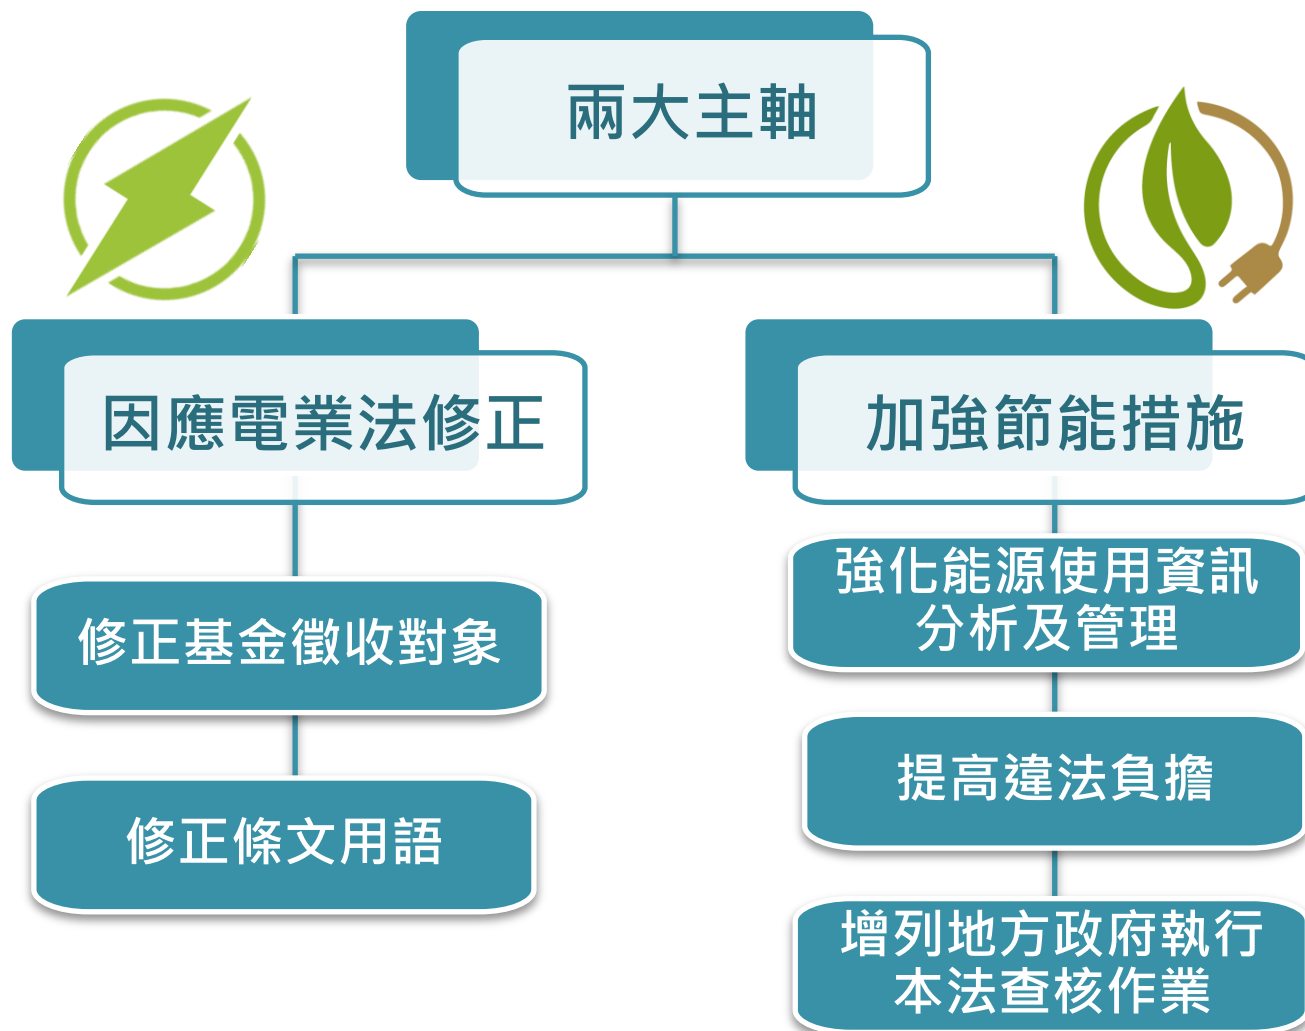 兩大主軸
因應電業法修正
修正基金徵收對象
修正條文用語
加強節能措施
強化能源使用資訊
分析及管理
提高違法負擔
增列地方政府執行
本法查核作業